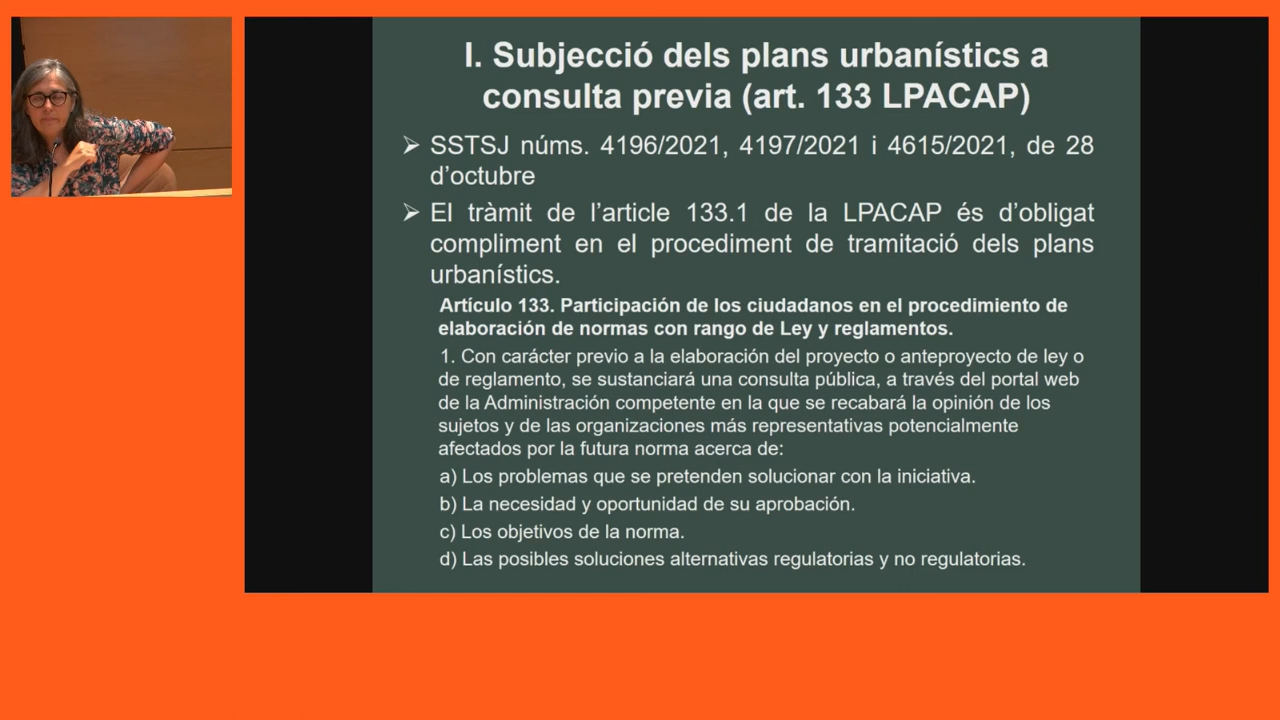 I. Subjecció dels plans urbanístics a
consulta previa (art. 133 LPACAP)
➢ SSTSJ núms. 4196/2021, 4197/2021 i 4615/2021, de 28
d’octubre
➢ El tràmit de l’article 133.1 de la LPACAP és d’obligat
compliment en el procediment de tramitació dels plans
urbanístics.
Artículo 133. Participación de los ciudadanos en el procedimiento de
elaboración de normas con rango de Ley y reglamentos.
1. Con carácter previo a la elaboración del proyecto o anteproyecto de ley o
de reglamento, se sustanciará una consulta pública, a través del portal web
de la Administración competente en la que se recabará la opinión de los
sujetos y de las organizaciones más representativas potencialmente
afectados por la futura norma acerca de:
a) Los problemas que se pretenden solucionar con la iniciativa.
b) La necesidad y oportunidad de su aprobación.
c) Los objetivos de la norma.
d) Las posibles soluciones alternativas regulatorias y no regulatorias.